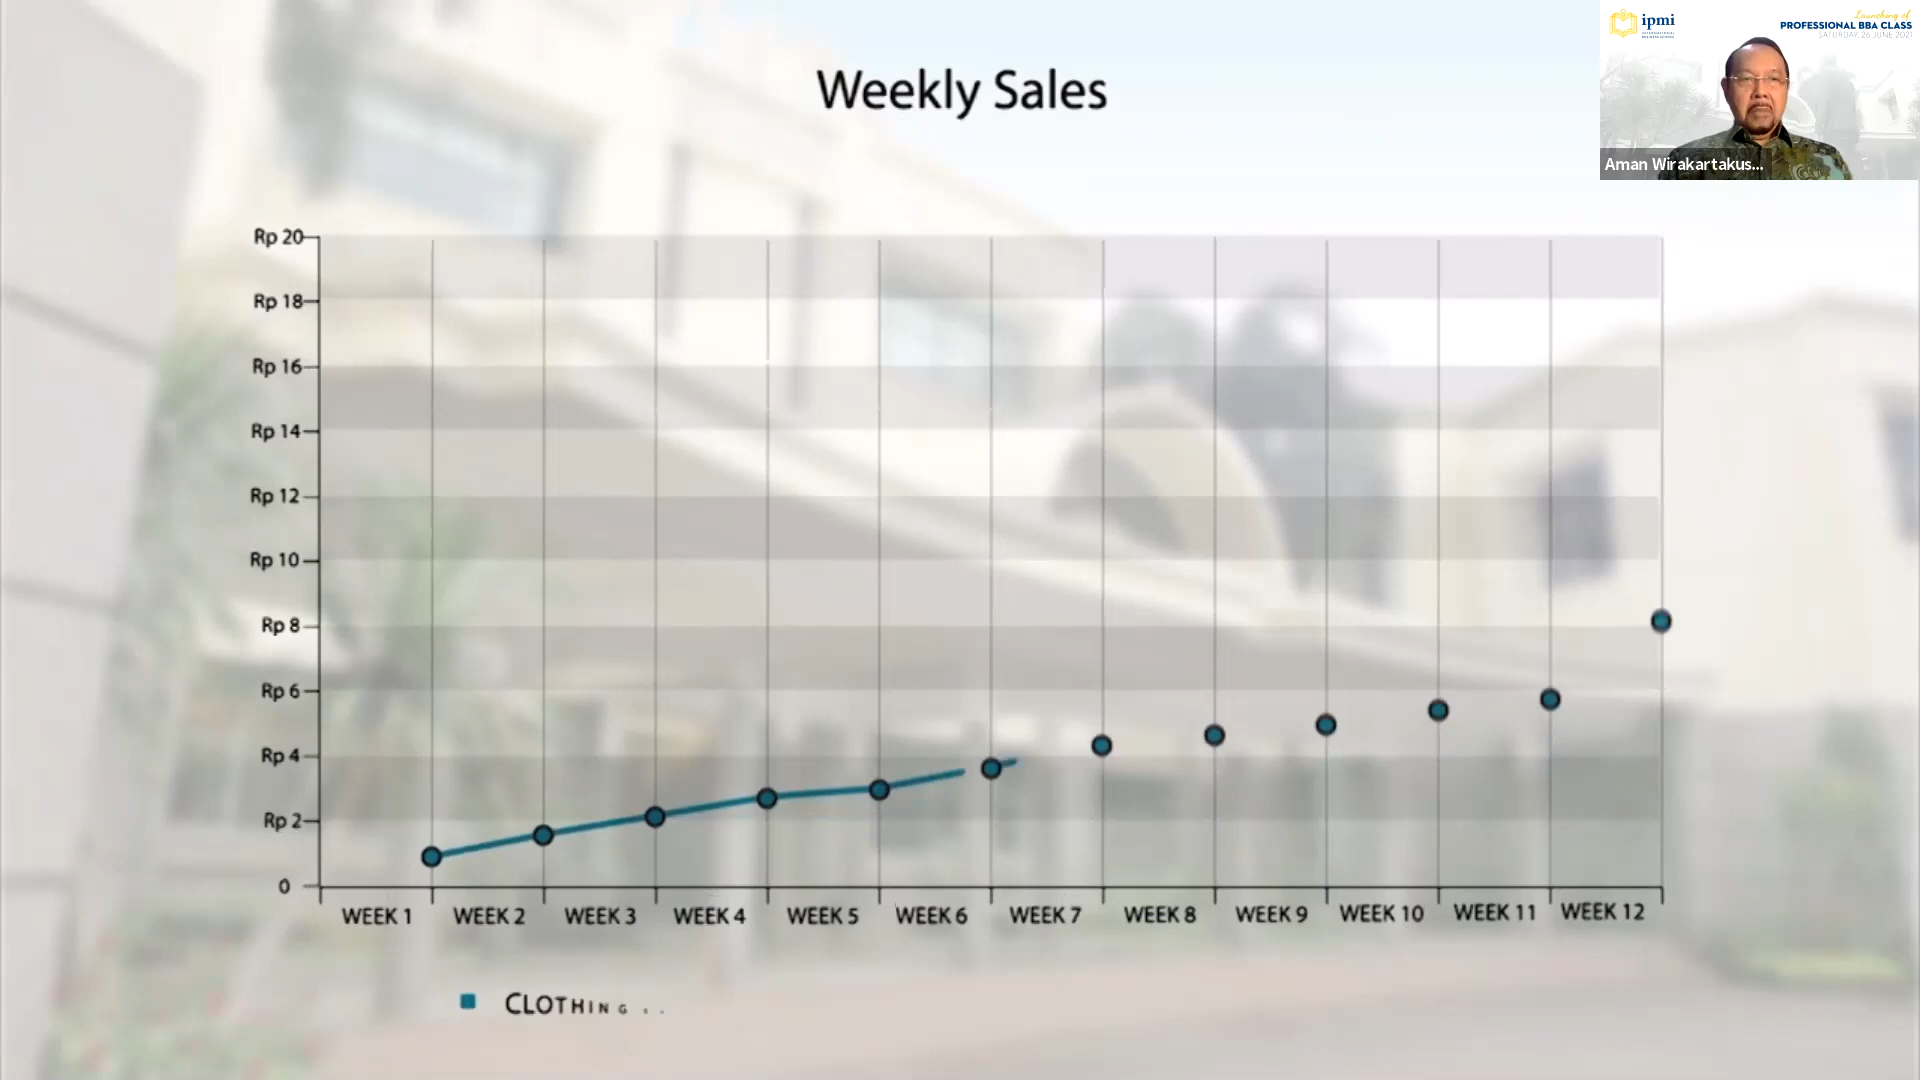 ipmi
Launching of
PROFESSIONAL BBA CLASS
SATURDAY, 26 JUNE 2021
Weekly Sales
Aman Wirakartakus...
Rp 20
Rp 18
Rp 16
Rp 14
Rp 12
Rp 10
Rp 8
Rp 6
Rp 4
Rp 2
0
WEEK 1 WEEK 2 WEEK 3 WEEK 4 WEEK 5 WEEK 6 WEEK 7 WEEK 8 WEEK 9 WEEK 10 WEEK 11 WEEK 12
CLOTHING